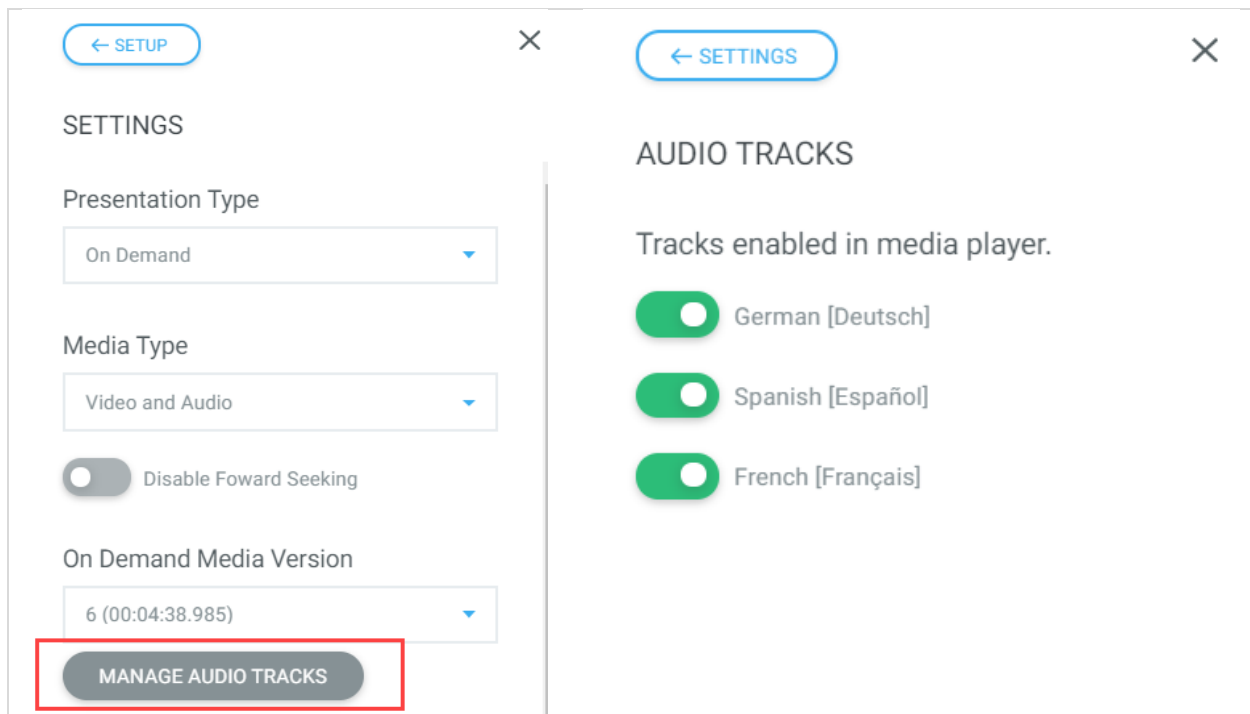 ← SETUP
SETTINGS
Presentation Type
On Demand
Media Type
Video and Audio
Disable Foward Seeking
On Demand Media Version
6 (00:04:38.985)
MANAGE AUDIO TRACKS
← SETTINGS
AUDIO TRACKS
Tracks enabled in media player.
German [Deutsch]
Spanish [Español]
French [Français]